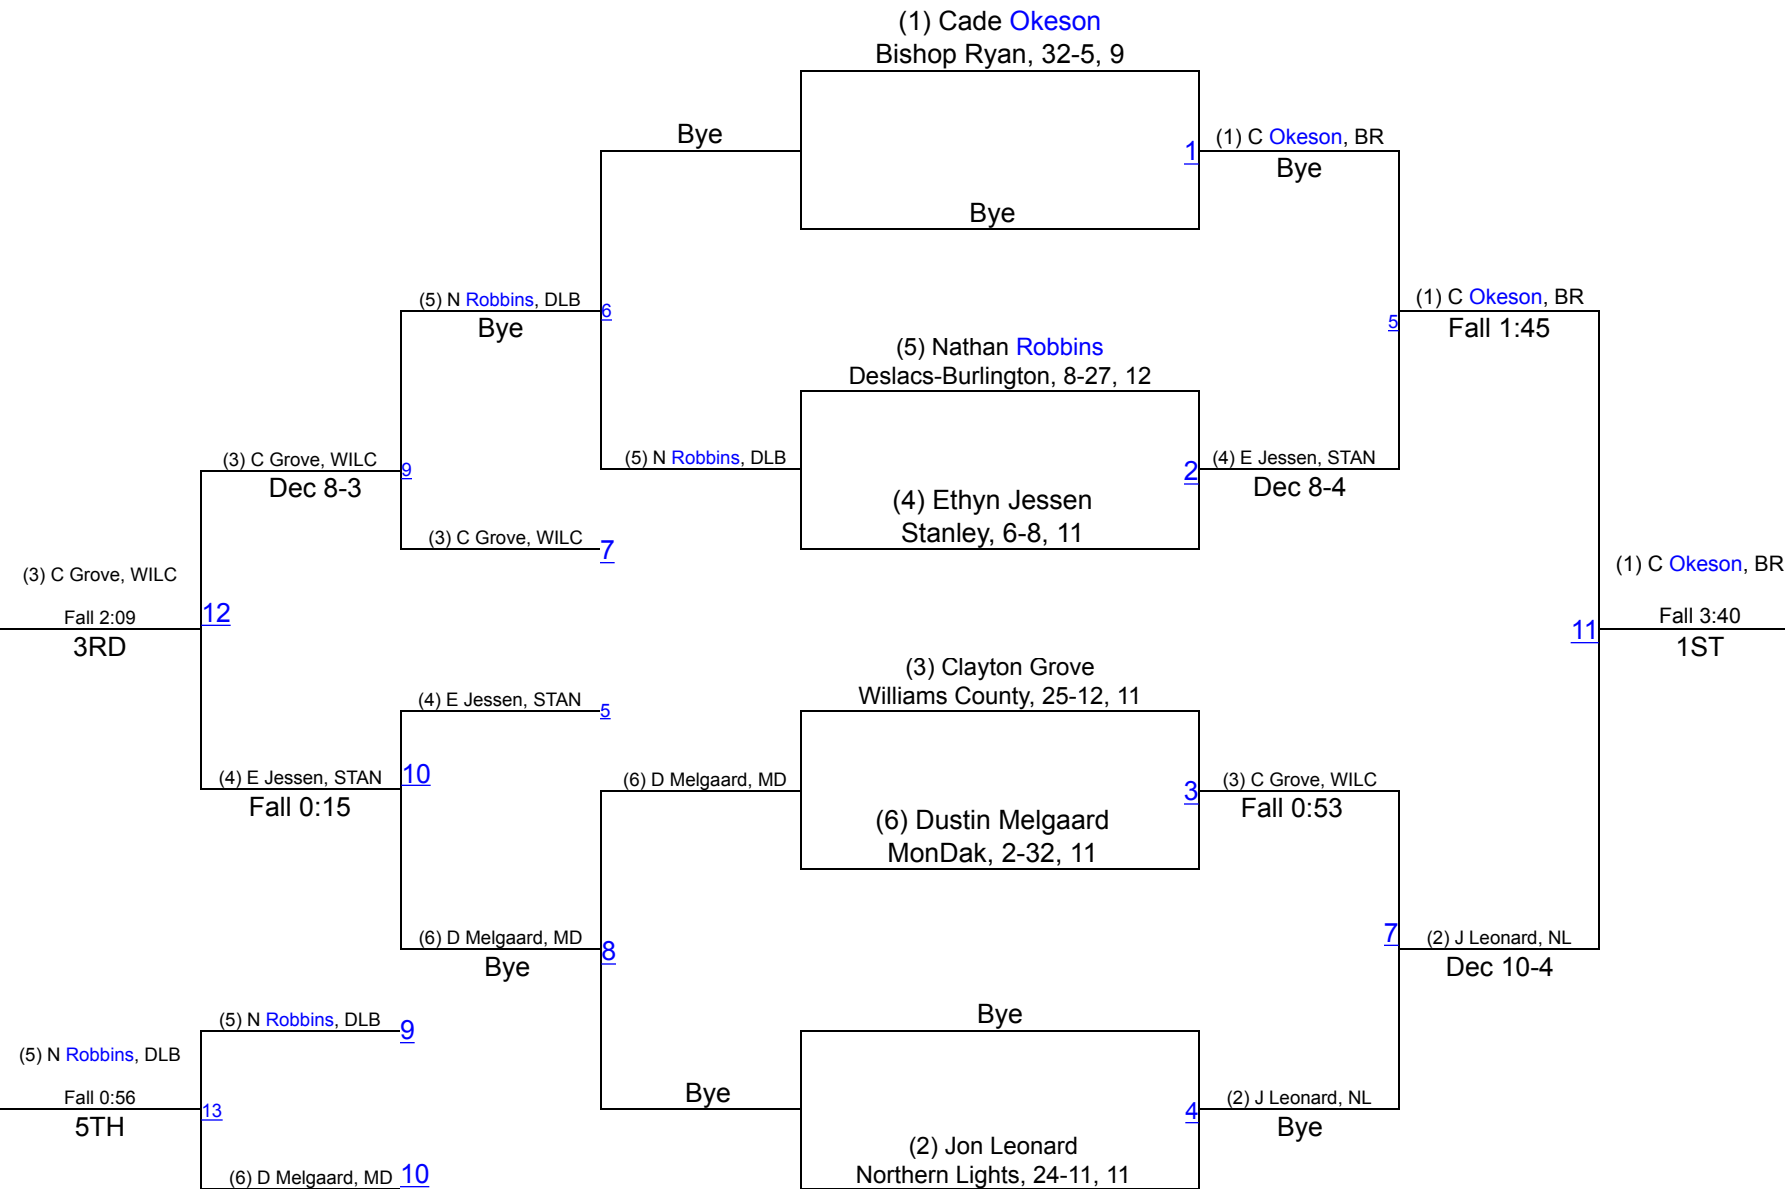 (1) Cade Okeson
Bishop Ryan, 32-5, 9
Bye
1
(1) C Okeson, BR
Bye
Bye
(5) N Robbins, DLB
Bye
6
(1) C Okeson, BR
Fall 1:45
5
(5) Nathan Robbins
Deslacs-Burlington, 8-27, 12
(3) C Grove, WILC
Dec 8-3
9
(5) N Robbins, DLB
2
(4) E Jessen, STAN
Dec 8-4
(4) Ethyn Jessen
Stanley, 6-8, 11
(3) C Grove, WILC
7
(3) C Grove, WILC
Fall 2:09
3RD
12
(1) C Okeson, BR
Fall 3:40
1ST
11
(3) Clayton Grove
Williams County, 25-12, 11
(4) E Jessen, STAN
5
(4) E Jessen, STAN
Fall 0:15
10
(6) D Melgaard, MD
3
(3) C Grove, WILC
Fall 0:53
(6) Dustin Melgaard
MonDak, 2-32, 11
(6) D Melgaard, MD
Bye
8
7
(2) J Leonard, NL
Dec 10-4
Bye
(5) N Robbins, DLB
9
(5) N Robbins, DLB
Fall 0:56
5TH
13
Bye
4
(2) J Leonard, NL
Bye
(2) Jon Leonard
Northern Lights, 24-11, 11
(6) D Melgaard, MD
10